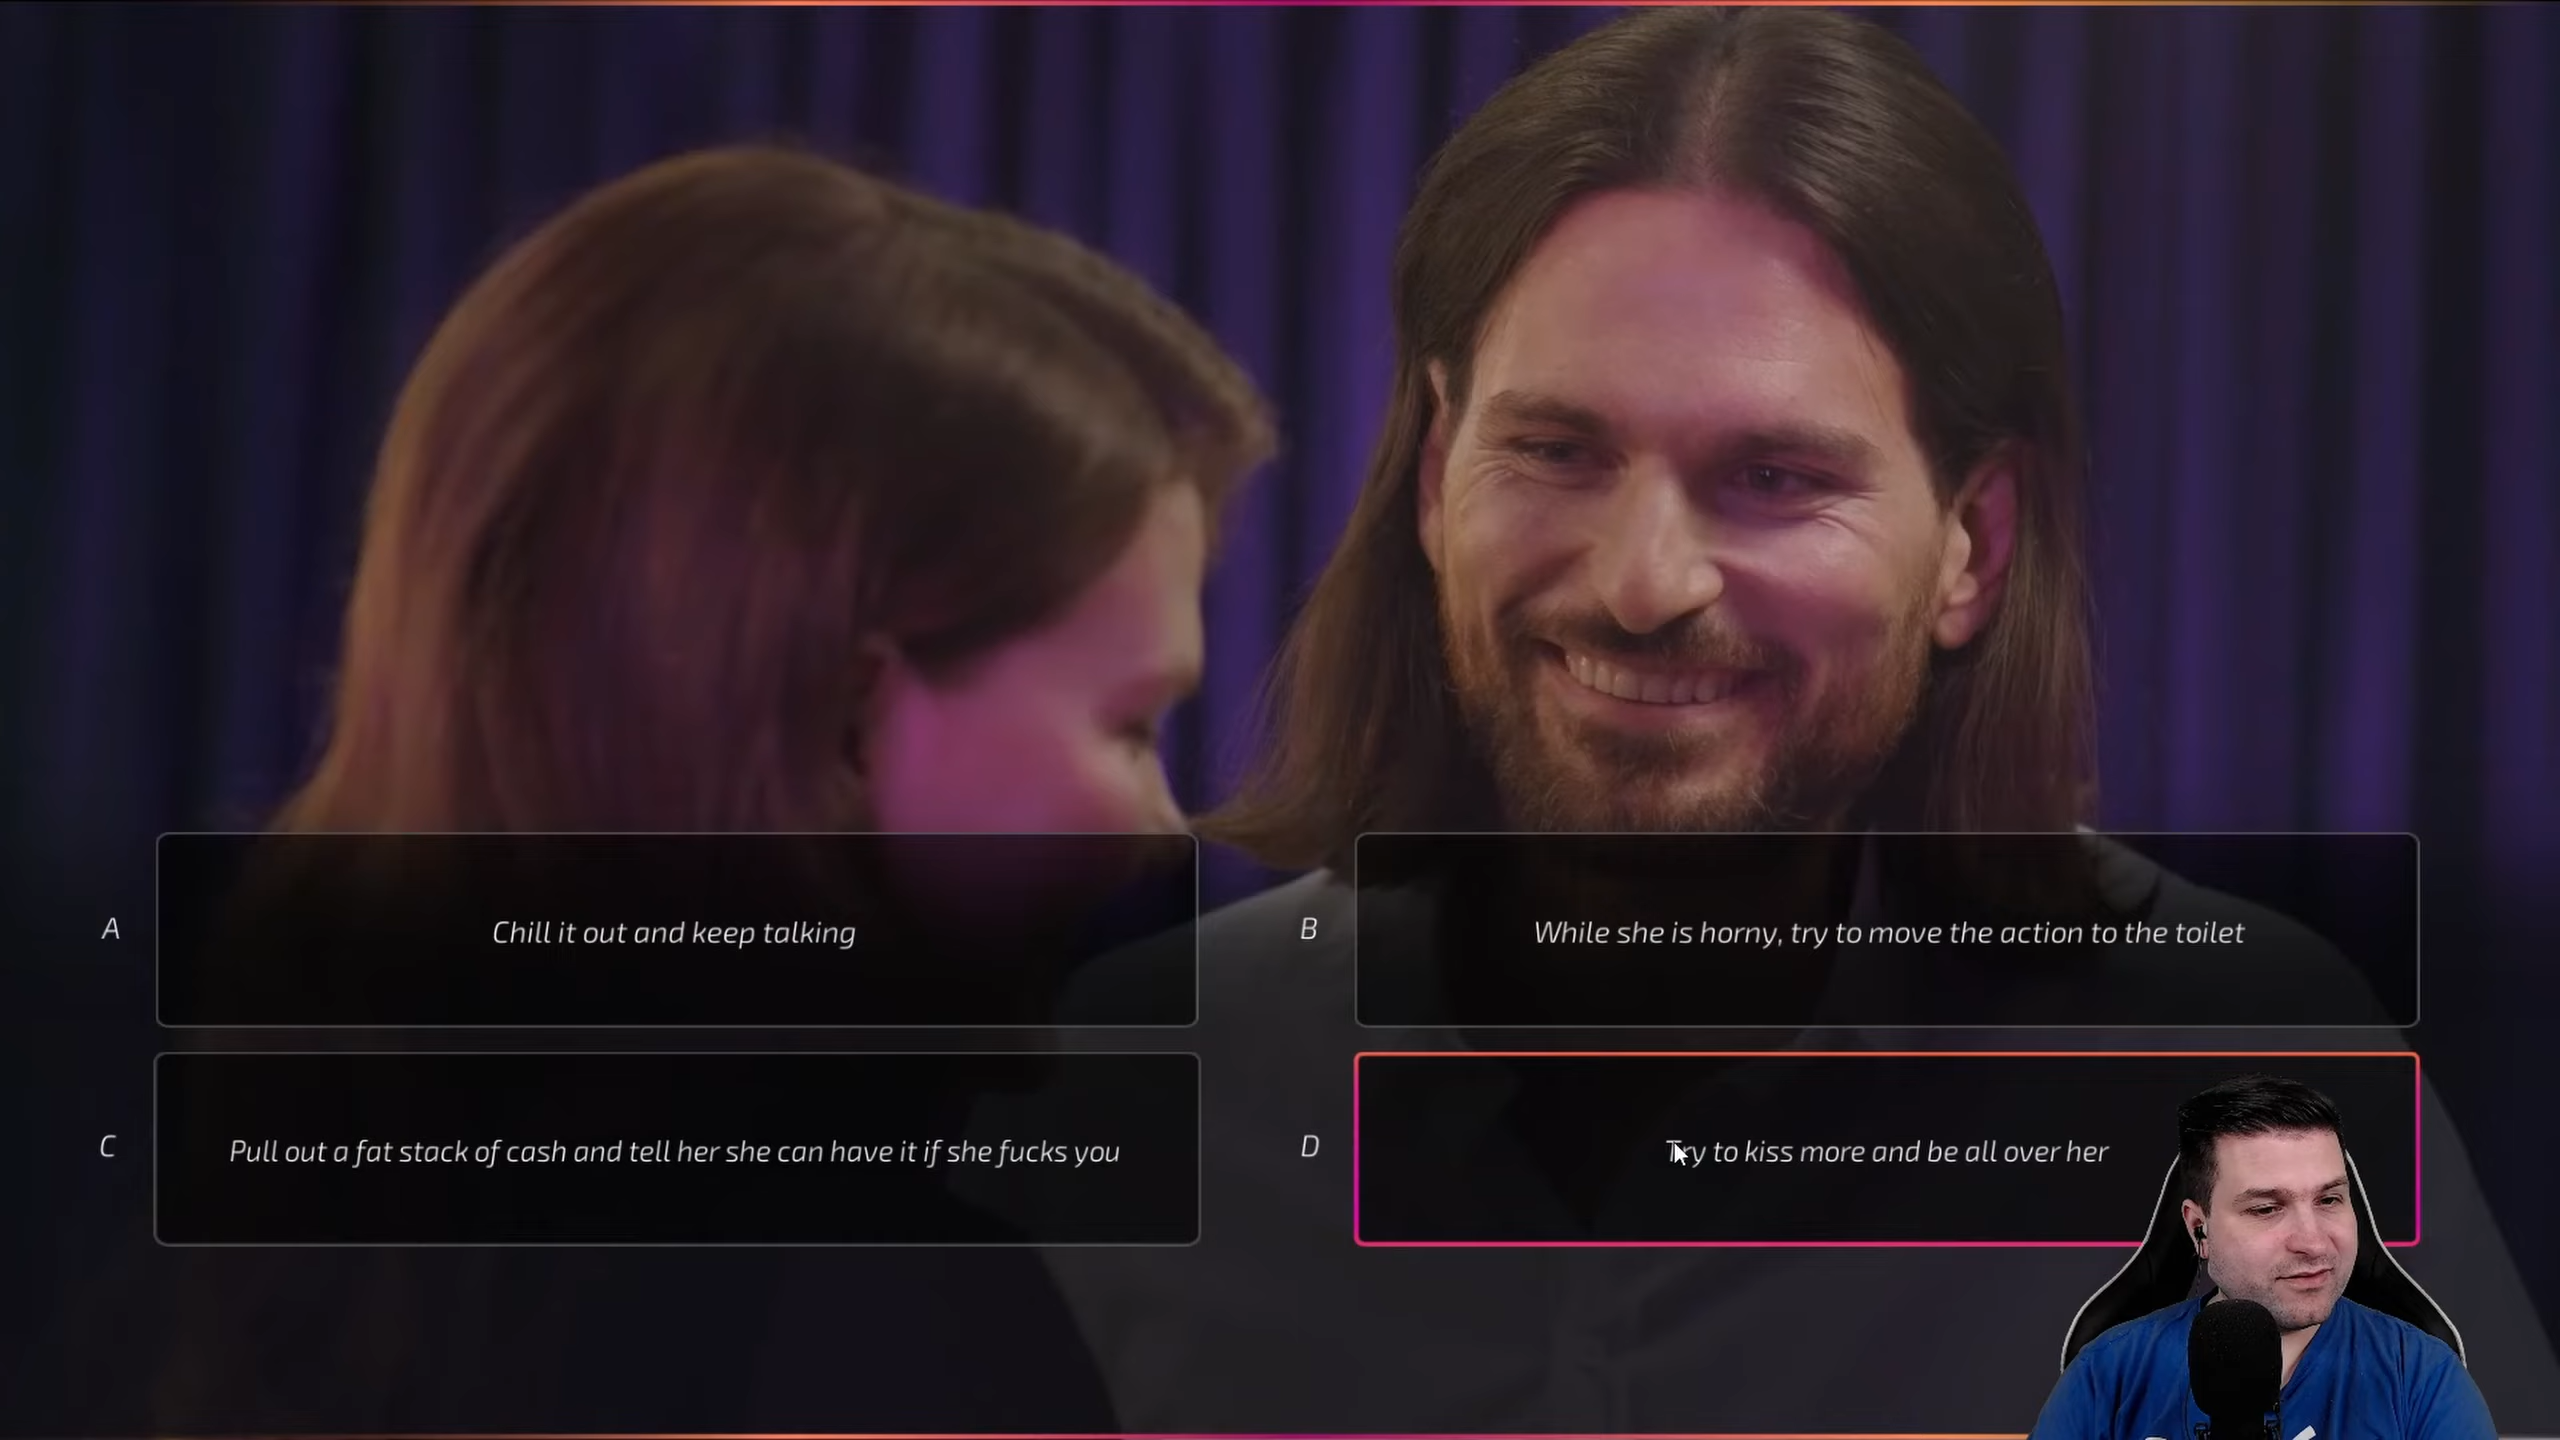 A
Chill it out and keep talking
B
While she is horny, try to move the action to the toilet
C
Pull out a fat stack of cash and tell her she can have it if she fucks you
D
Try to kiss more and be all over her